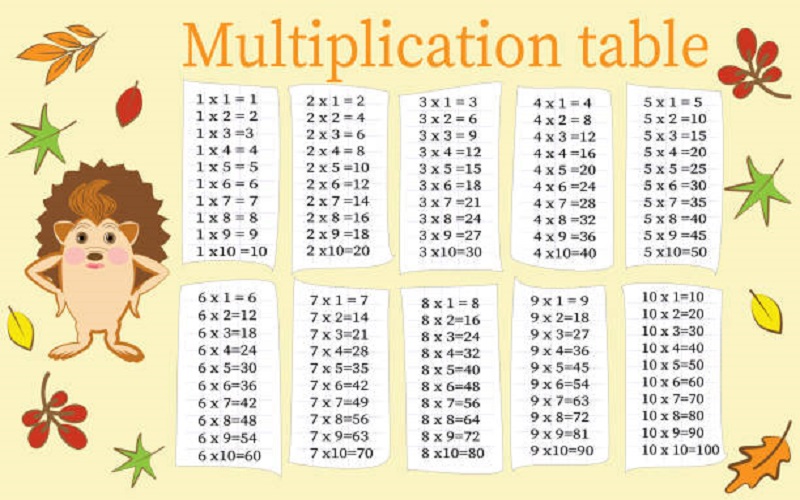 Multiplication table
1 x 1 = 1
1 x 2 = 2
1 x 3 =3
1 x 4 = 4
1 x 5 = 5
1 x 6 = 6
1 x 7 = 7
1 x 8 = 8
1 x 9 = 9
1 x10 =10
2 x 1 = 2
2 x 2 = 4
2 x 3 = 6
2 x 4 = 8
2 x 5 =10
2 x 6 =12
2 x 7 =14
2 x 8 =16
2 x 9 =18
2 x10=20
3 x 1 = 3
3 x 2 = 6
3 x 3 = 9
3 x 4 =12
3 x 5 =15
3 x 6 =18
3 x 7 =21
3 x 8 =24
3 x 9 =27
3 x10=30
4 x 1 = 4
4 x 2 = 8
4 x 3 =12
4 x 4 =16
4 x 5 =20
4 x 6 =24
4 x 7 =28
4 x 8 =32
4 x 9 =36
4 x10=40
5 x 1 = 5
5 x 2 =10
5 x 3 =15
5 x 4 =20
5 x 5 =25
5 x 6 =30
5 x 7 =35
5 x 8 =40
5 x 9 =45
5 x10=50
6 x 1 = 6
6 x 2=12
6 x 3=18
6 x 4=24
6 x 5=30
6 x 6=36
6 x 7=42
6 x 8=48
6 x 9=54
6 x10=60
7 x 1 = 7
7 x 2=14
7 x 3=21
7 x 4=28
7 x 5=35
7 x 6=42
7 x 7=49
7 x 8=56
7 x 9=63
7 x10=70
8 x 1 = 8
8 x 2=16
8 x 3=24
8 x 4=32
8 x 5=40
8 x 6=48
8 x 7=56
8 x 8=64
8 x 9=72
8 x10=80
9 x 1 = 9
9 x 2=18
9 x 3=27
9 x 4=36
9 x 5=45
9 x 6=54
9 x 7=63
9 x 8=72
9 x 9=81
9 x10=90
10 x 1=10
10 x 2=20
10 x 3=30
10 x 4=40
10 x 5=50
10 x 6=60
10 x 7=70
10 x 8=80
10 x 9=90
10 x 10=100